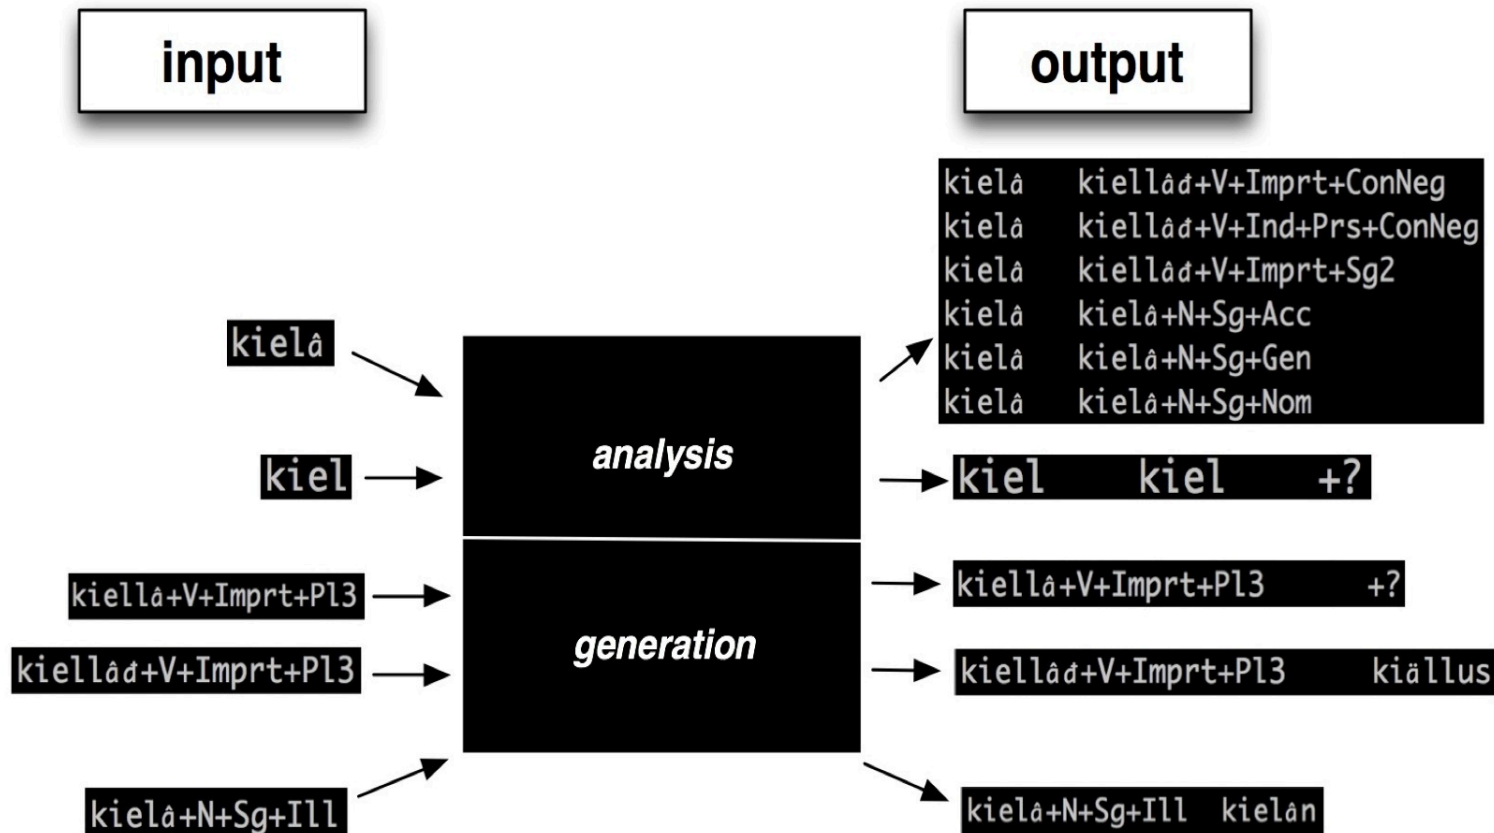 input
output
kielâ kiellâđ+V+Imprt+ConNeg
kielâ kiellâđ+V+Ind+Prs+ConNeg
kielâ kiellâđ+V+Imprt+Sg2
kielâ kielâ+N+Sg+Acc
kielâ kielâ+N+Sg+Gen
kielâ kielâ+N+Sg+Nom
kielâ
analysis
kiel
kiel kiel +?
kiellâ+V+Imprt+Pl3
kiellâ+V+Imprt+Pl3 +?
generation
kiellâđ+V+Imprt+Pl3
kiellâđ+V+Imprt+Pl3 kiällus
kielâ+N+Sg+Ill
kielâ+N+Sg+Ill kielân